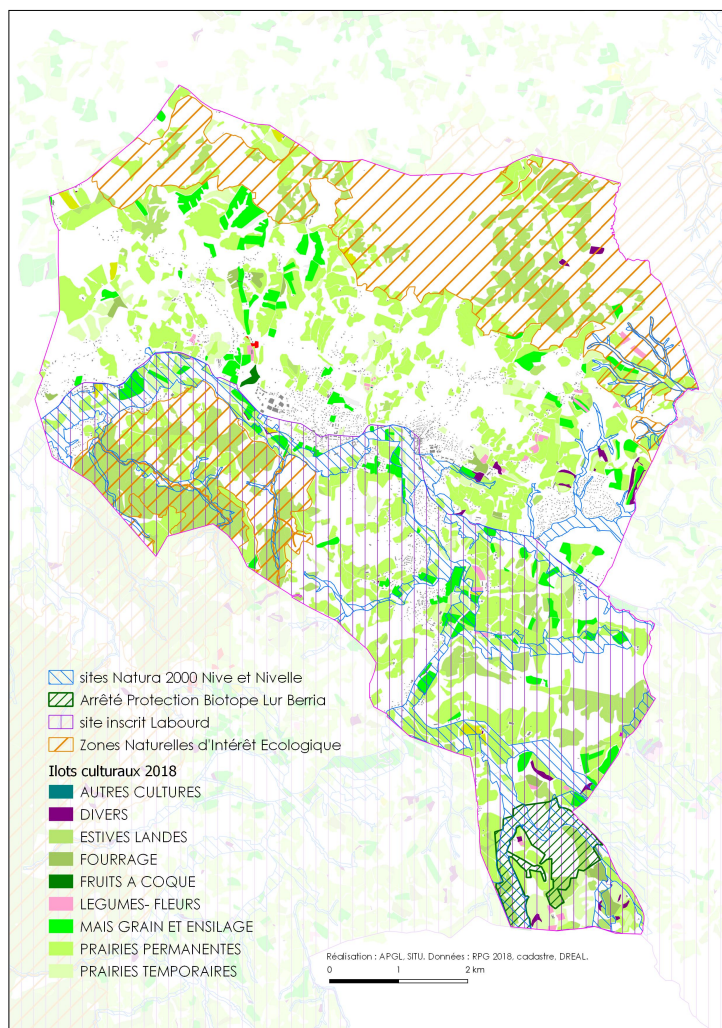 sites Natura 2000 Nive et Nivelle
Arrêté Protection Biotope Lur Berria
site inscrit Labourd
Zones Naturelles d'Intérêt Ecologique
Ilots culturaux 2018
AUTRES CULTURES
DIVERS
ESTIVES LANDES
FOURRAGE
FRUITS A COQUE
LEGUMES- FLEURS
MAIS GRAIN ET ENSILAGE
PRAIRIES PERMANENTES
PRAIRIES TEMPORAIRES
Réalisation : APGL, SITU. Données : RPG 2018, cadastre, DREAL.
0 1 2 km